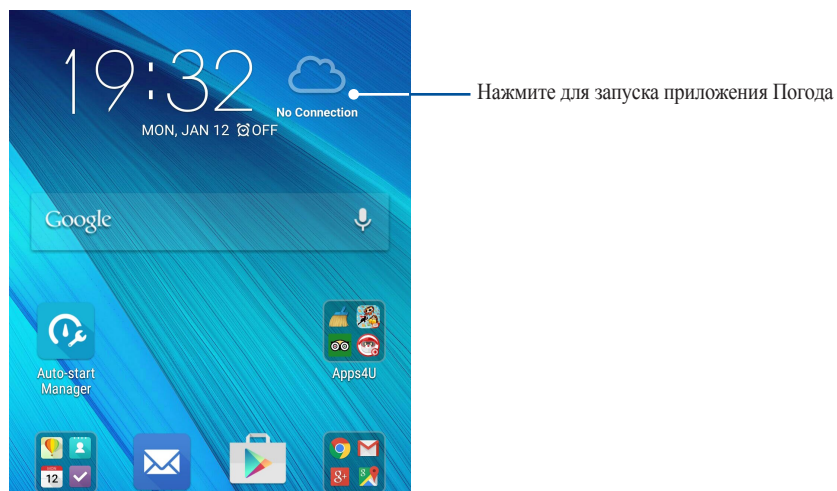 19:32
No Connection
MON, JAN 12 OFF
Нажмите для запуска приложения Погода
Google
Auto-start
Manager
Apps4U
12
g+